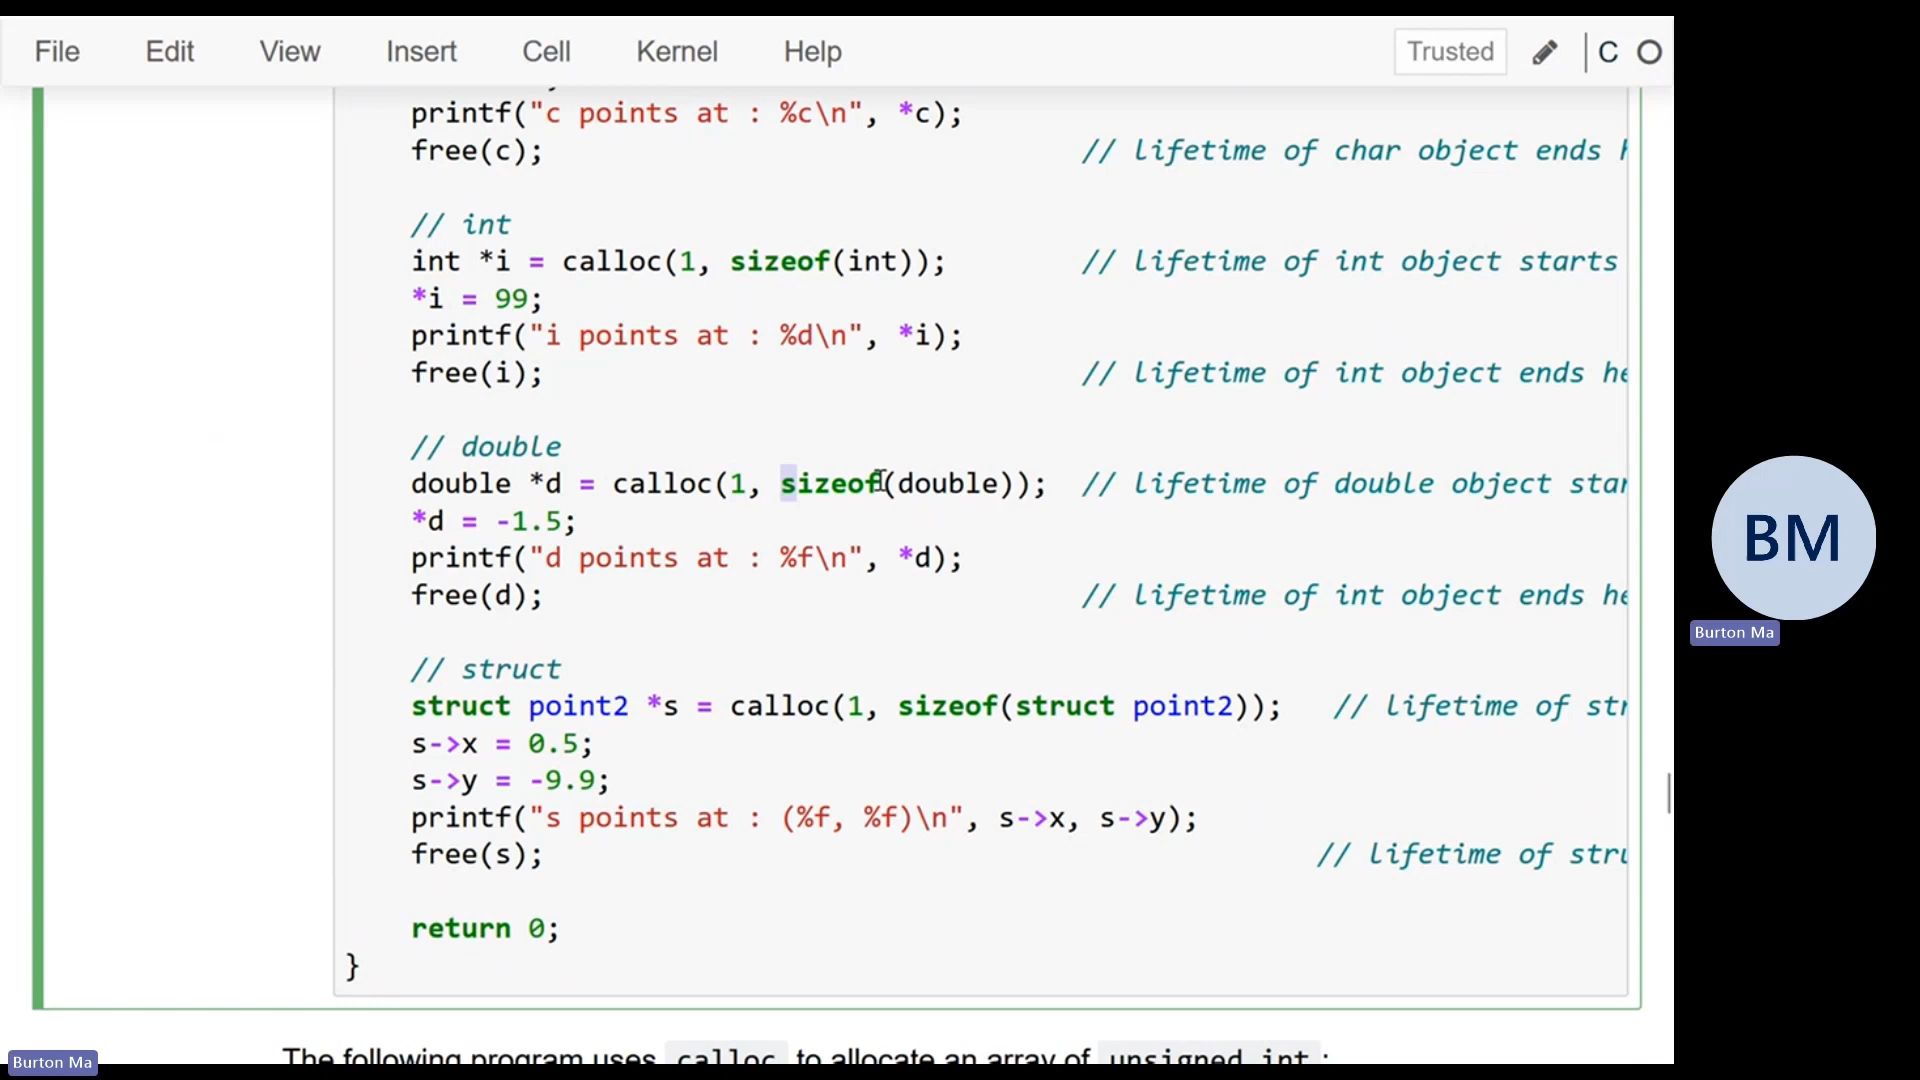 File Edit View Insert Cell Kernel Help Trusted C
printf("c points at : %c\n", *c);
free(c); // lifetime of char object ends
// int
int *i = calloc(1, sizeof(int)); // lifetime of int object starts
*i = 99;
printf("i points at : %d\n", *i);
free(i); // lifetime of int object ends he
// double
double *d = calloc(1, sizeof(double)); // lifetime of double object star
*d = -1.5;
printf("d points at : %f\n", *d);
free(d); // lifetime of int object ends he
// struct
struct point2 *s = calloc(1, sizeof(struct point2)); // lifetime of str
s->x = 0.5;
s->y = -9.9;
printf("s points at : (%f, %f)\n", s->x, s->y);
free(s); // lifetime of stru
return 0;
}
The following program uses calloc to allocate an array of unsigned int :
BM
Burton Ma
Burton Ma